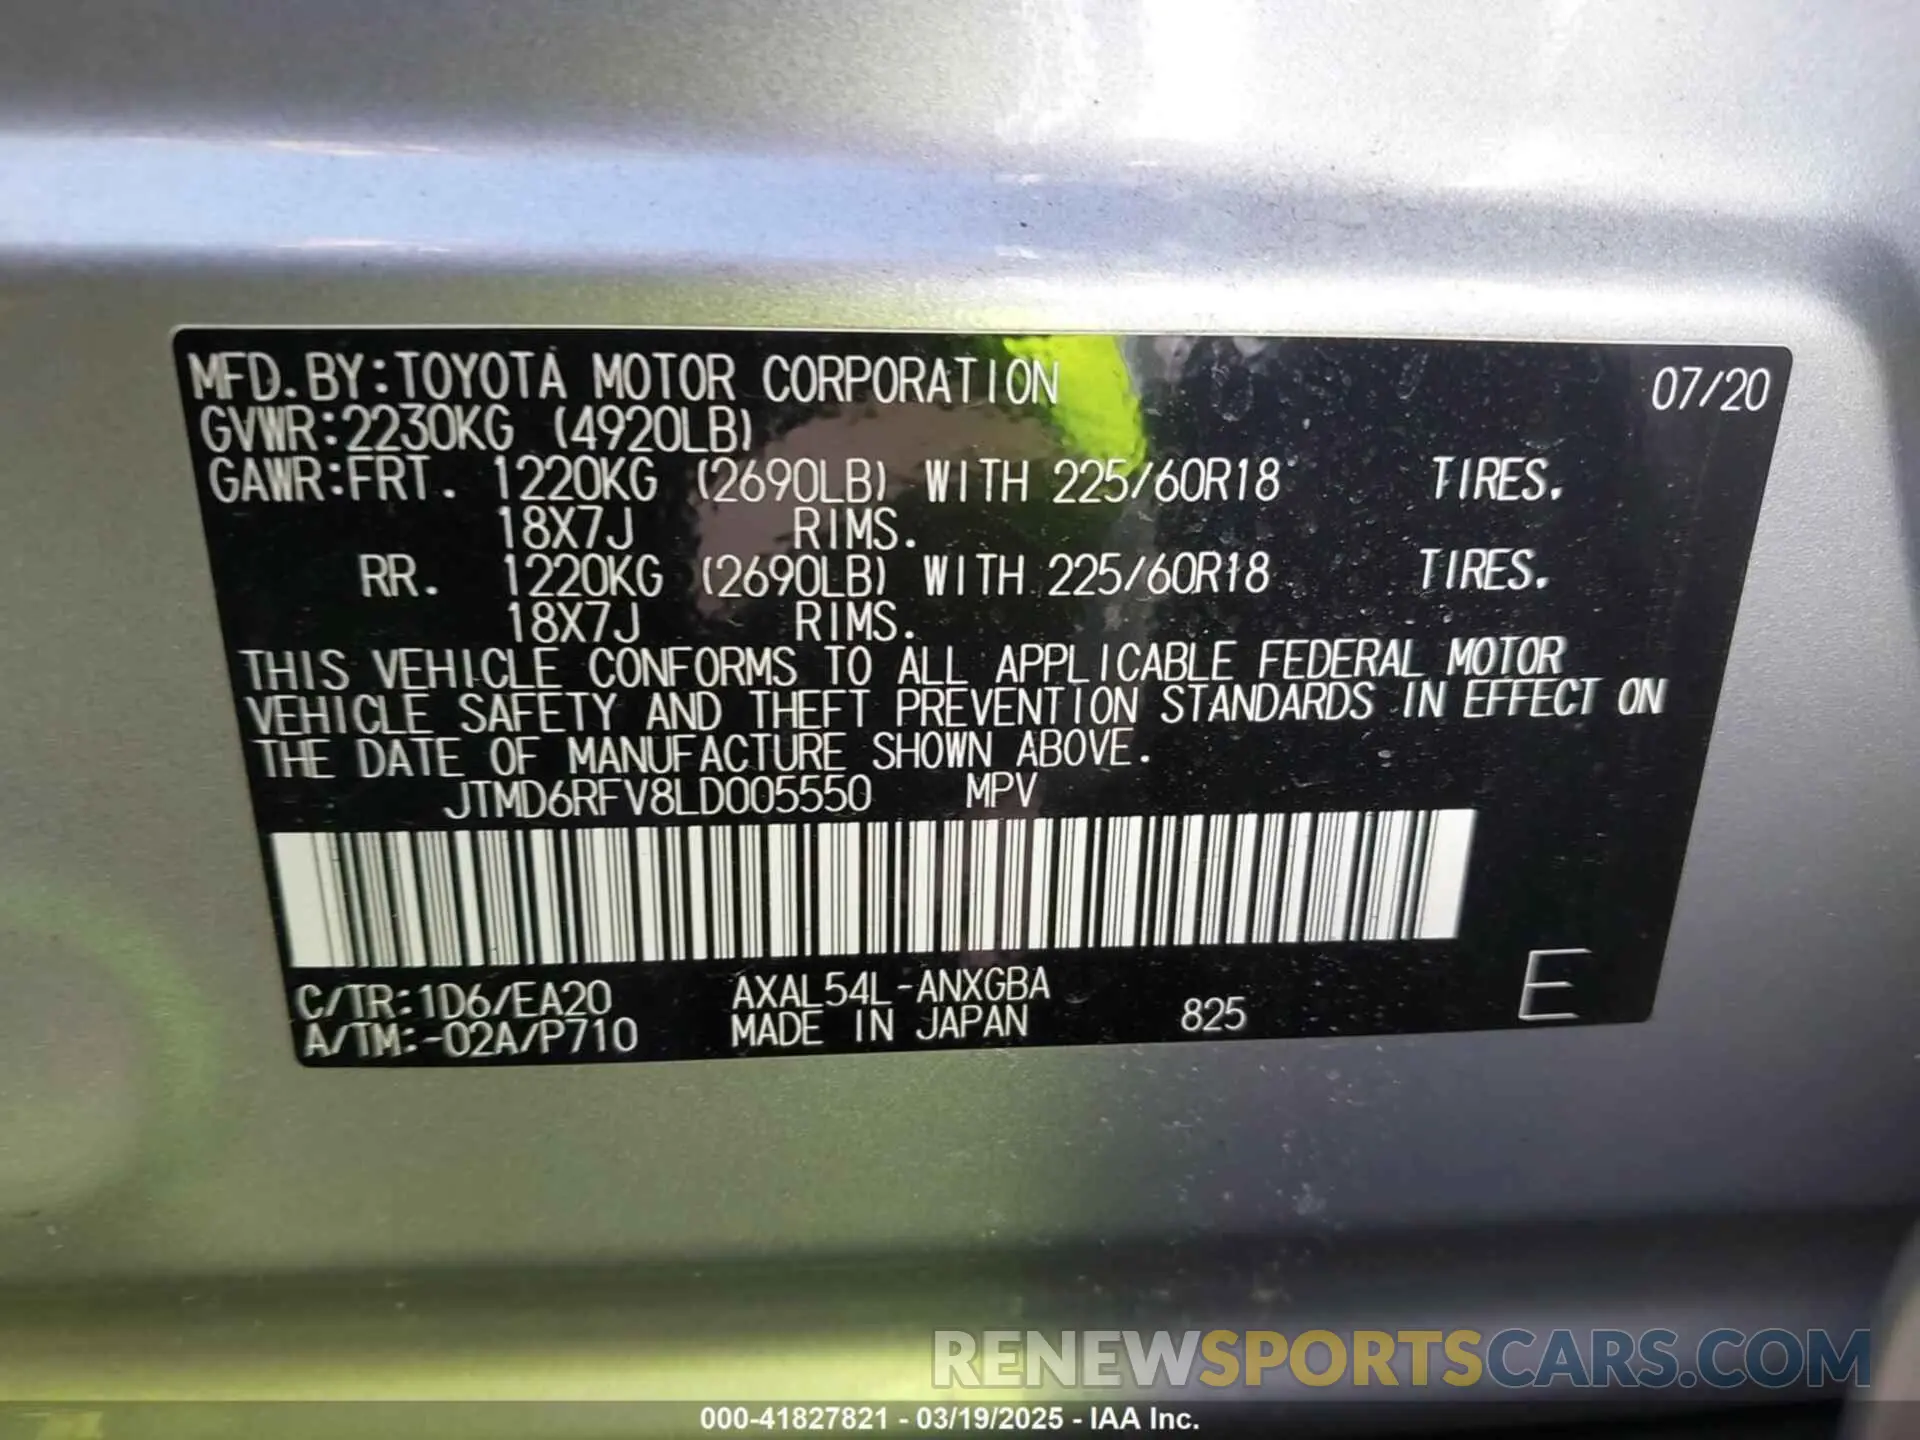 MFD.BY:TOYOTA MOTOR CORPORATION 07/20
GVWR:2230KG (4920LB)
GAWR:FRT. 1220KG (2690LB) WITH 225/60R18 TIRES.
18X7J RIMS.
RR. 1220KG (2690LB) WITH 225/60R18 TIRES.
18X7J RIMS.
THIS VEHICLE CONFORMS TO ALL APPLICABLE FEDERAL MOTOR
VEHICLE SAFETY AND THEFT PREVENTION STANDARDS IN EFFECT ON
THE DATE OF MANUFACTURE SHOWN ABOVE.
JTMD6RFV8LD005550 MPV
C/TR:1D6/EA20 AXAL54L-ANXGBA
A/TM:-02A/P710 MADE IN JAPAN 825 E
RENEWSPORTSCARS.COM
000-41827821 - 03/19/2025 - IAA Inc.